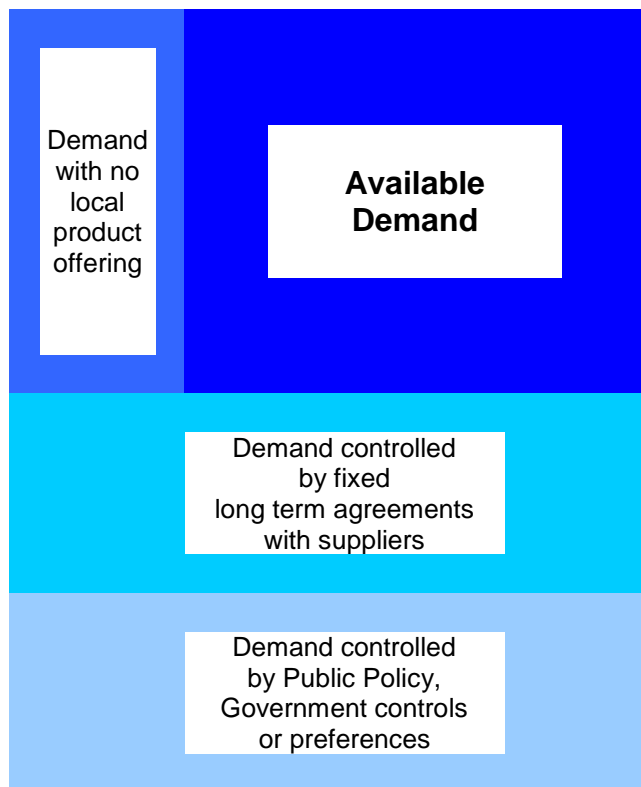 Demand
with no
local
product
offering
Available
Demand
Demand controlled
by fixed
long term agreements
with suppliers
Demand controlled
by Public Policy,
Government controls
or preferences